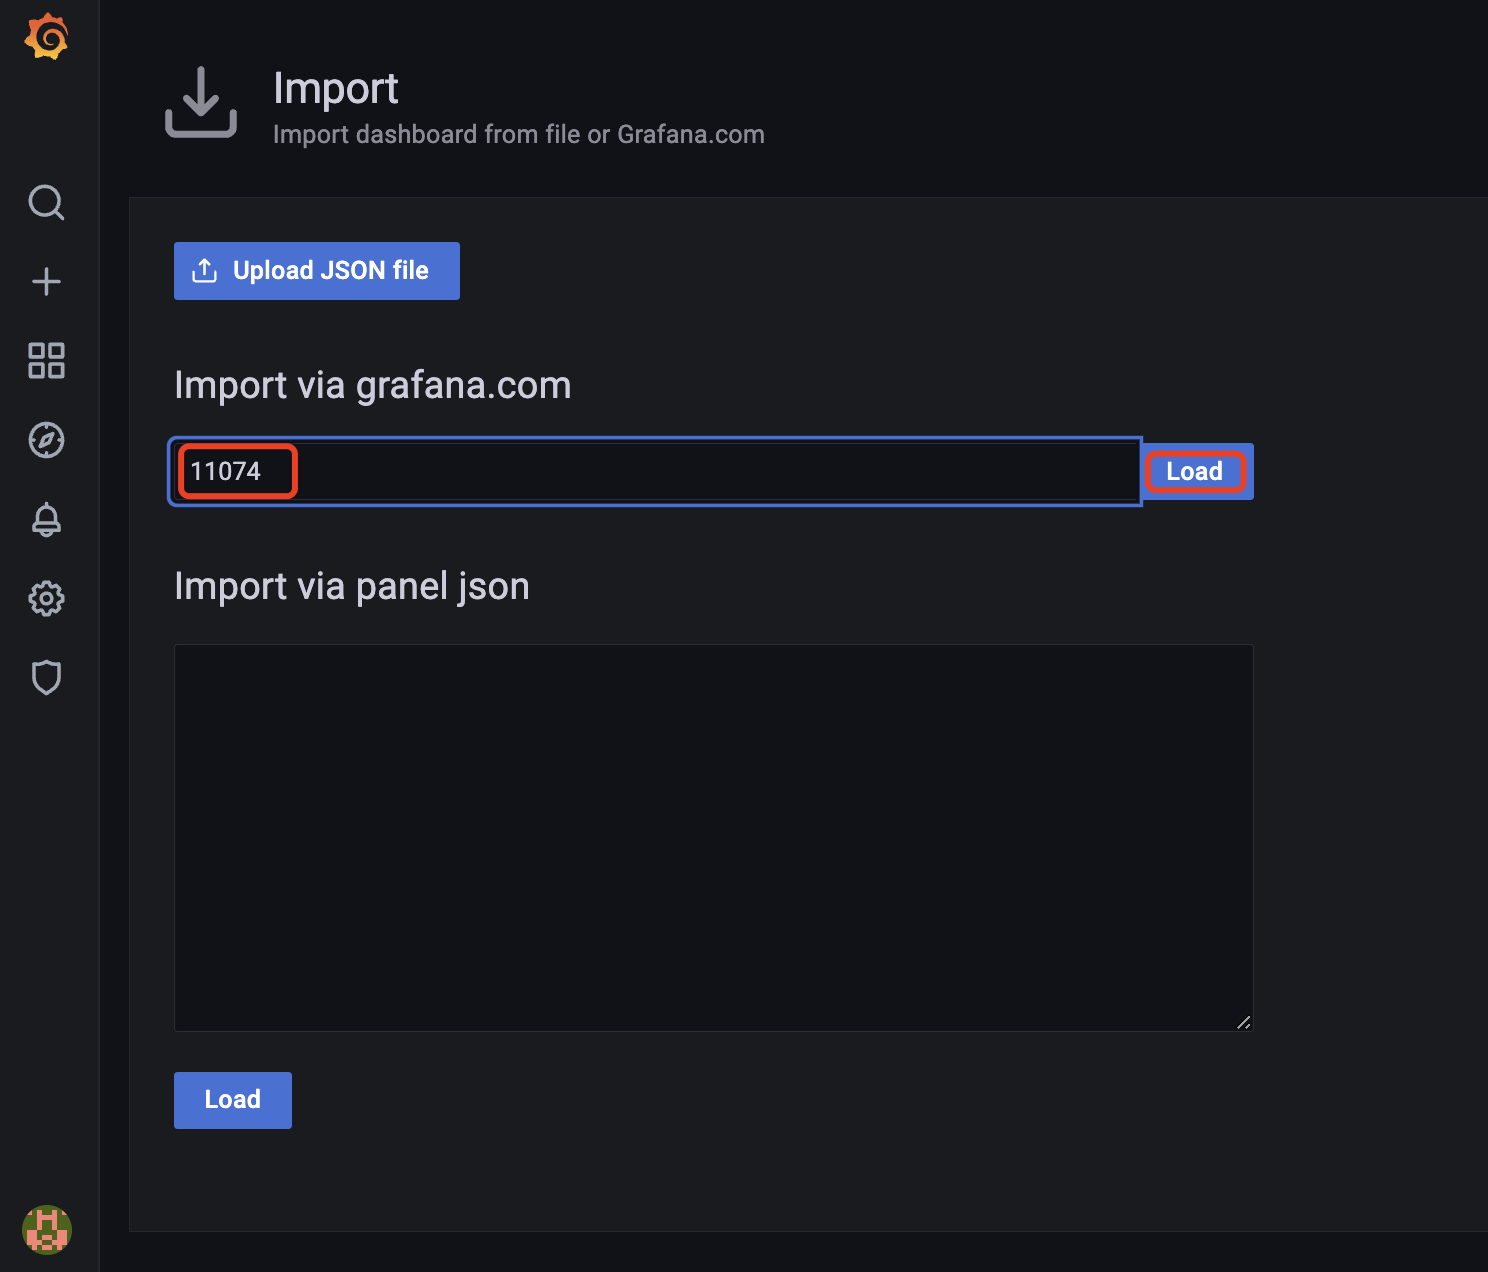 Import
Import dashboard from file or Grafana.com
Upload JSON file
Import via grafana.com
11074
Load
Import via panel json
Load